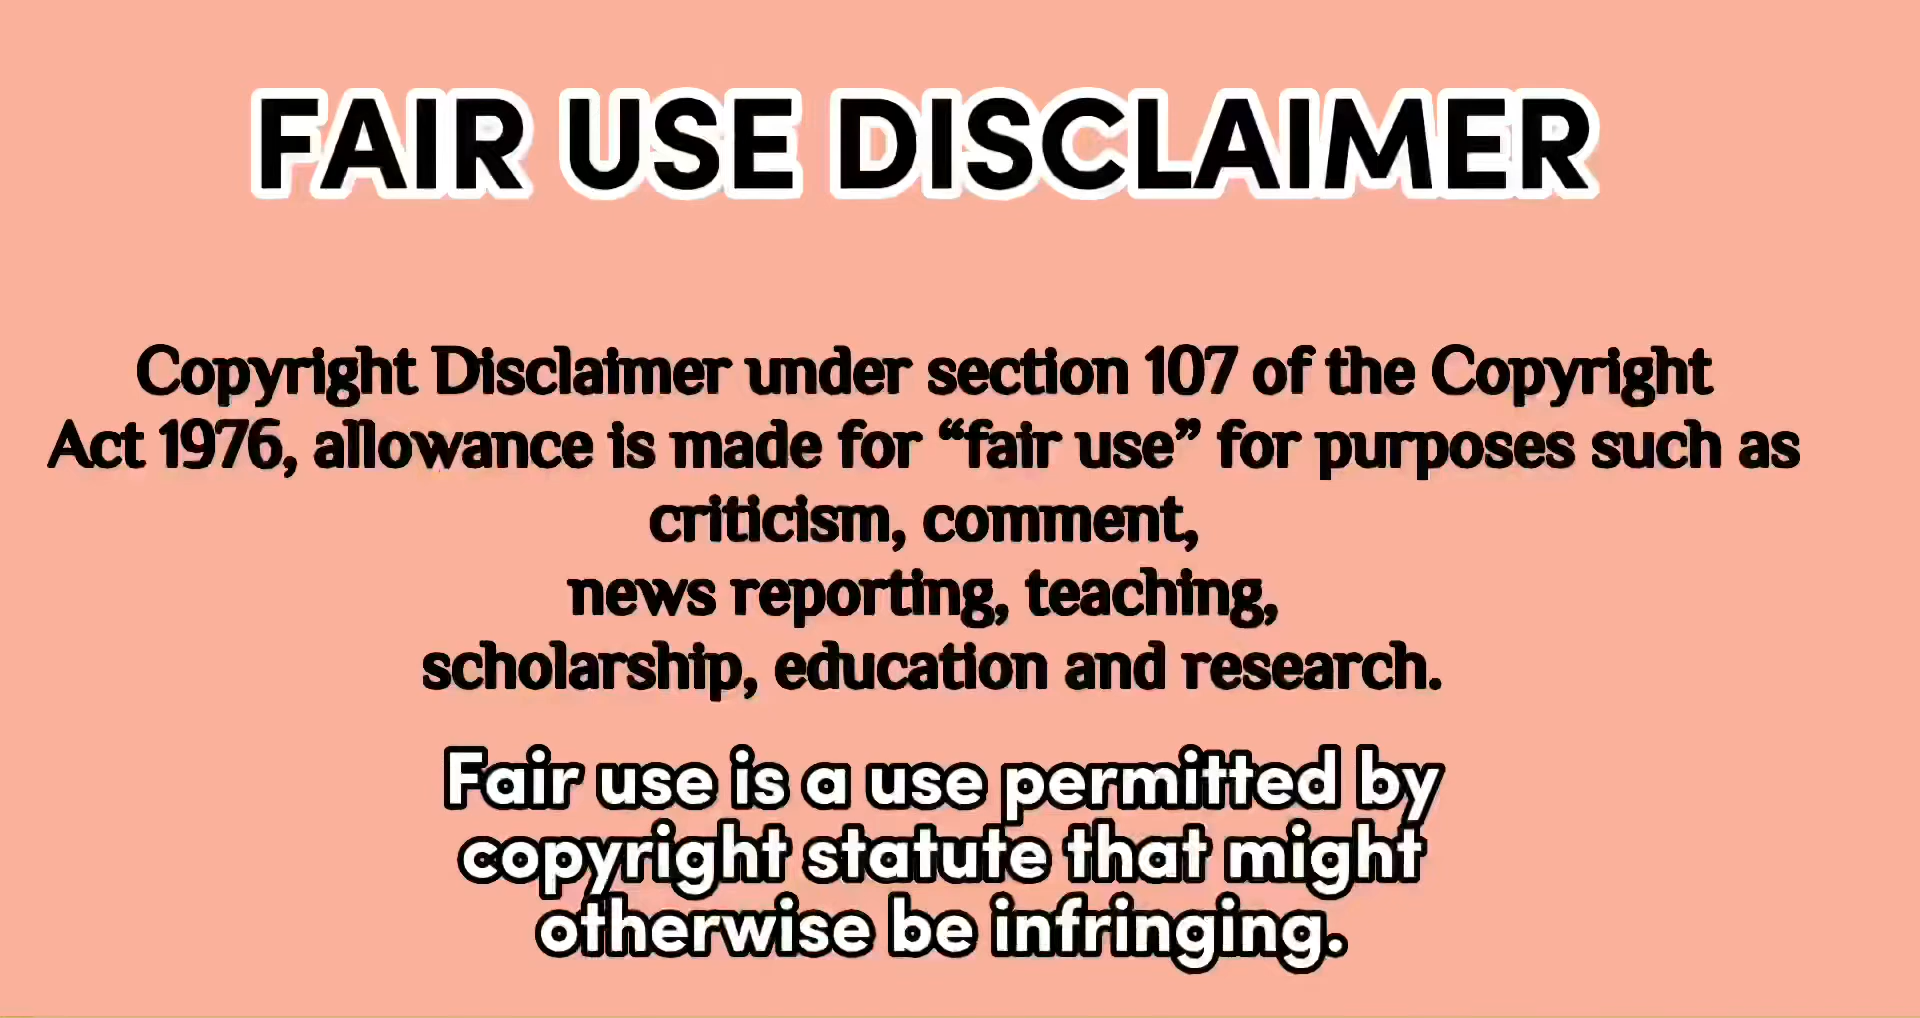 FAIR USE DISCLAIMER
Copyright Disclaimer under section 107 of the Copyright
Act 1976, allowance is made for “fair use” for purposes such as
criticism, comment,
news reporting, teaching,
scholarship, education and research.
Fair use is a use permitted by
copyright statute that might
otherwise be infringing.